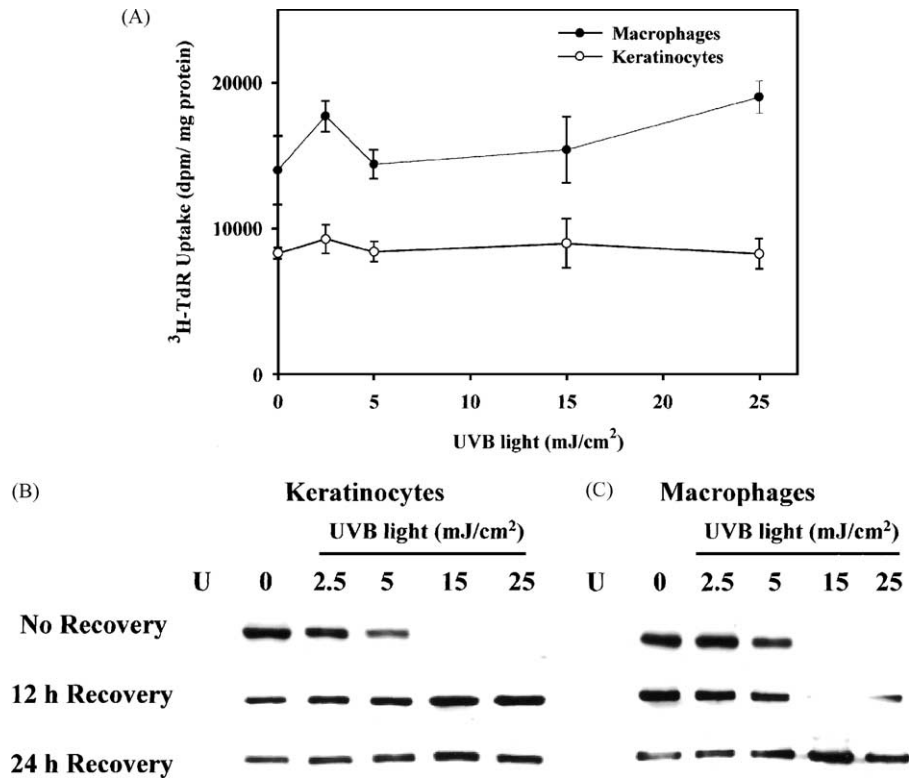 (A)
Macrophages
Keratinocytes
³H-TdR Uptake (dpm/ mg protein)
20000
10000
0
0 5 10 15 20 25
UVB light (mJ/cm²)
(B) Keratinocytes
UVB light (mJ/cm²)
U 0 2.5 5 15 25
(C) Macrophages
UVB light (mJ/cm²)
U 0 2.5 5 15 25
No Recovery
12 h Recovery
24 h Recovery